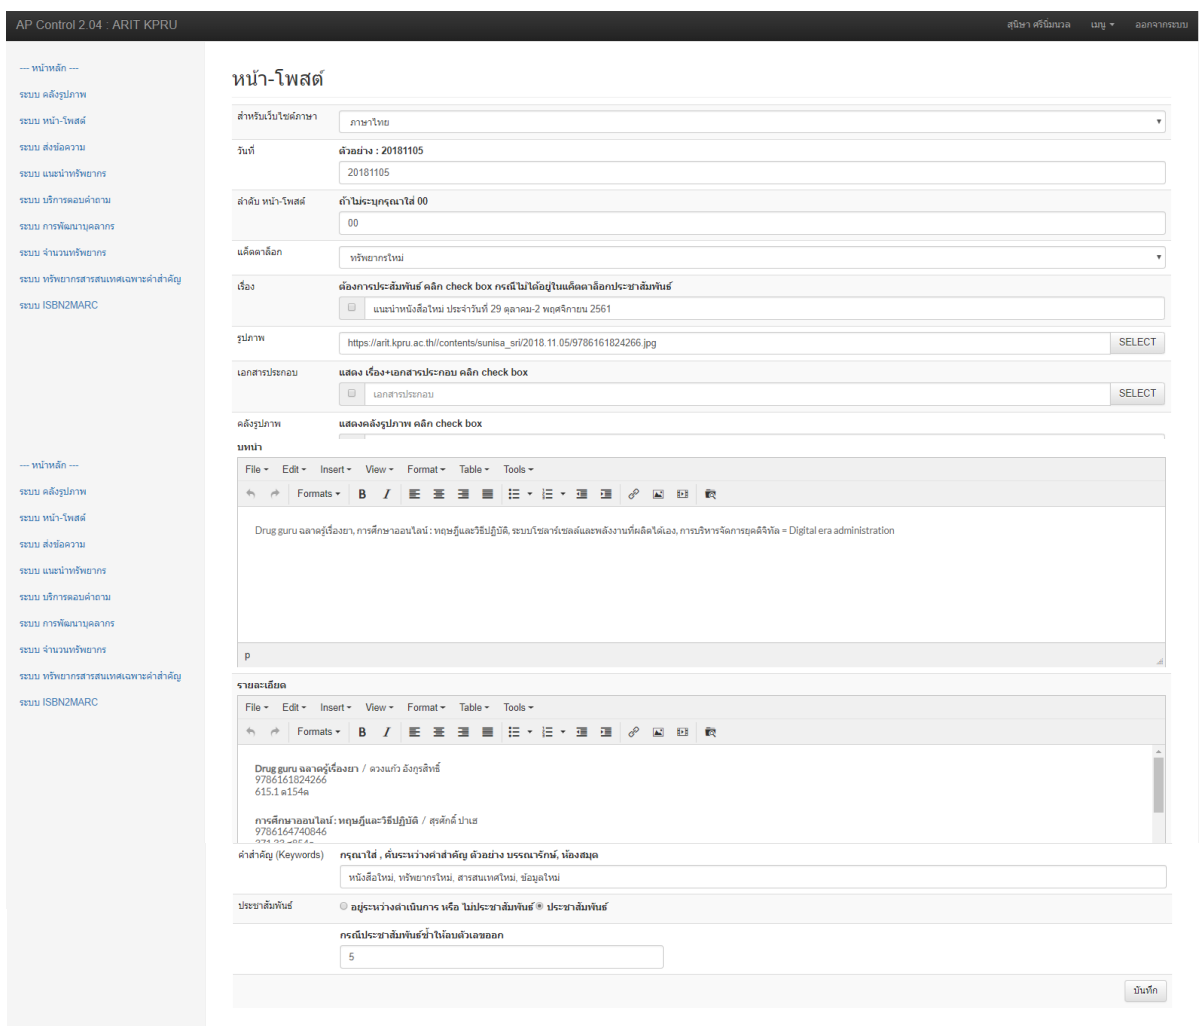 AP Control 2.04 : ARIT KPRU
สุนิษา ศรีนิ่มนวล เมนู ออกจากระบบ
--- หน้าหลัก ---
ระบบ คลังรูปภาพ
ระบบ หน้า-โพสต์
ระบบ ส่งข้อความ
ระบบ แนะนำทรัพยากร
ระบบ บริการตอบคำถาม
ระบบ การพัฒนาบุคลากร
ระบบ จำนวนทรัพยากร
ระบบ ทรัพยากรสารสนเทศเฉพาะคำสำคัญ
ระบบ ISBN2MARC
หน้า-โพสต์
สำหรับเว็บไซต์ภาษา
ภาษาไทย
วันที่
ตัวอย่าง : 20181105
20181105
ลำดับ หน้า-โพสต์
ถ้าไม่ระบุกรุณาใส่ 00
00
แค็ตตาล็อก
ทรัพยากรใหม่
เรื่อง
ต้องการประสัมพันธ์ คลิก check box กรณีไม่ได้อยู่ในแค็ตตาล็อกประชาสัมพันธ์
แนะนำหนังสือใหม่ ประจำวันที่ 29 ตุลาคม-2 พฤศจิกายน 2561
รูปภาพ
https://arit.kpru.ac.th//contents/sunisa_sri/2018.11.05/9786161824266.jpg SELECT
เอกสารประกอบ
แสดง เรื่อง+เอกสารประกอบ คลิก check box
เอกสารประกอบ SELECT
คลังรูปภาพ
แสดงคลังรูปภาพ คลิก check box
--- หน้าหลัก ---
ระบบ คลังรูปภาพ
ระบบ หน้า-โพสต์
ระบบ ส่งข้อความ
ระบบ แนะนำทรัพยากร
ระบบ บริการตอบคำถาม
ระบบ การพัฒนาบุคลากร
ระบบ จำนวนทรัพยากร
ระบบ ทรัพยากรสารสนเทศเฉพาะคำสำคัญ
ระบบ ISBN2MARC
บทนำ
File Edit Insert View Format Table Tools
Formats B I
Drug guru ฉลาดรู้เรื่องยา, การศึกษาออนไลน์ : ทฤษฎีและวิธีปฏิบัติ, ระบบโซลาร์เซลล์และพลังงานที่ผลิตได้เอง, การบริหารจัดการยุคดิจิทัล = Digital era administration
p
รายละเอียด
File Edit Insert View Format Table Tools
Formats B I
Drug guru ฉลาดรู้เรื่องยา / ดวงแก้ว อังกูรสิทธิ์
9786161824266
615.1 ด154ด
การศึกษาออนไลน์ : ทฤษฎีและวิธีปฏิบัติ / สุรศักดิ์ ปาเฮ
9786164740846
คำสำคัญ (Keywords)
กรุณาใส่ , คั่นระหว่างคำสำคัญ ตัวอย่าง บรรณารักษ์, ห้องสมุด
หนังสือใหม่, ทรัพยากรใหม่, สารสนเทศใหม่, ข้อมูลใหม่
ประชาสัมพันธ์
อยู่ระหว่างดำเนินการ หรือ ไม่ประชาสัมพันธ์ ประชาสัมพันธ์
กรณีประชาสัมพันธ์ซ้ำให้ลบตัวเลขออก
5
บันทึก